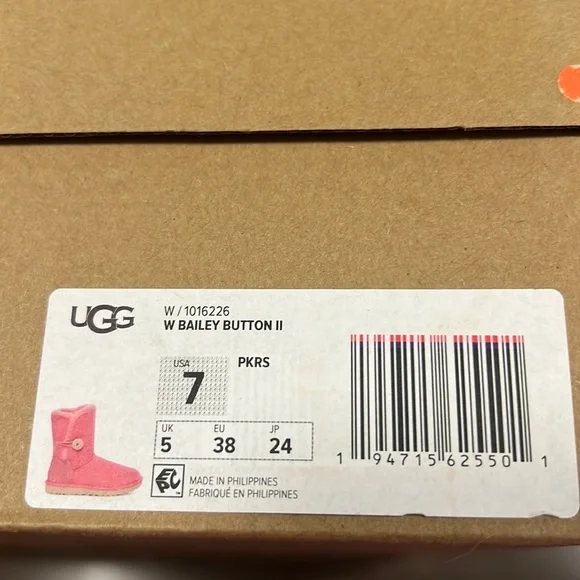 UGG
W / 1016226
W BAILEY BUTTON II
USA
7
PKRS
UK EU JP
5 38 24
EPC
MADE IN PHILIPPINES
FABRIQUÉ EN PHILIPPINES
1 94715 62550 1